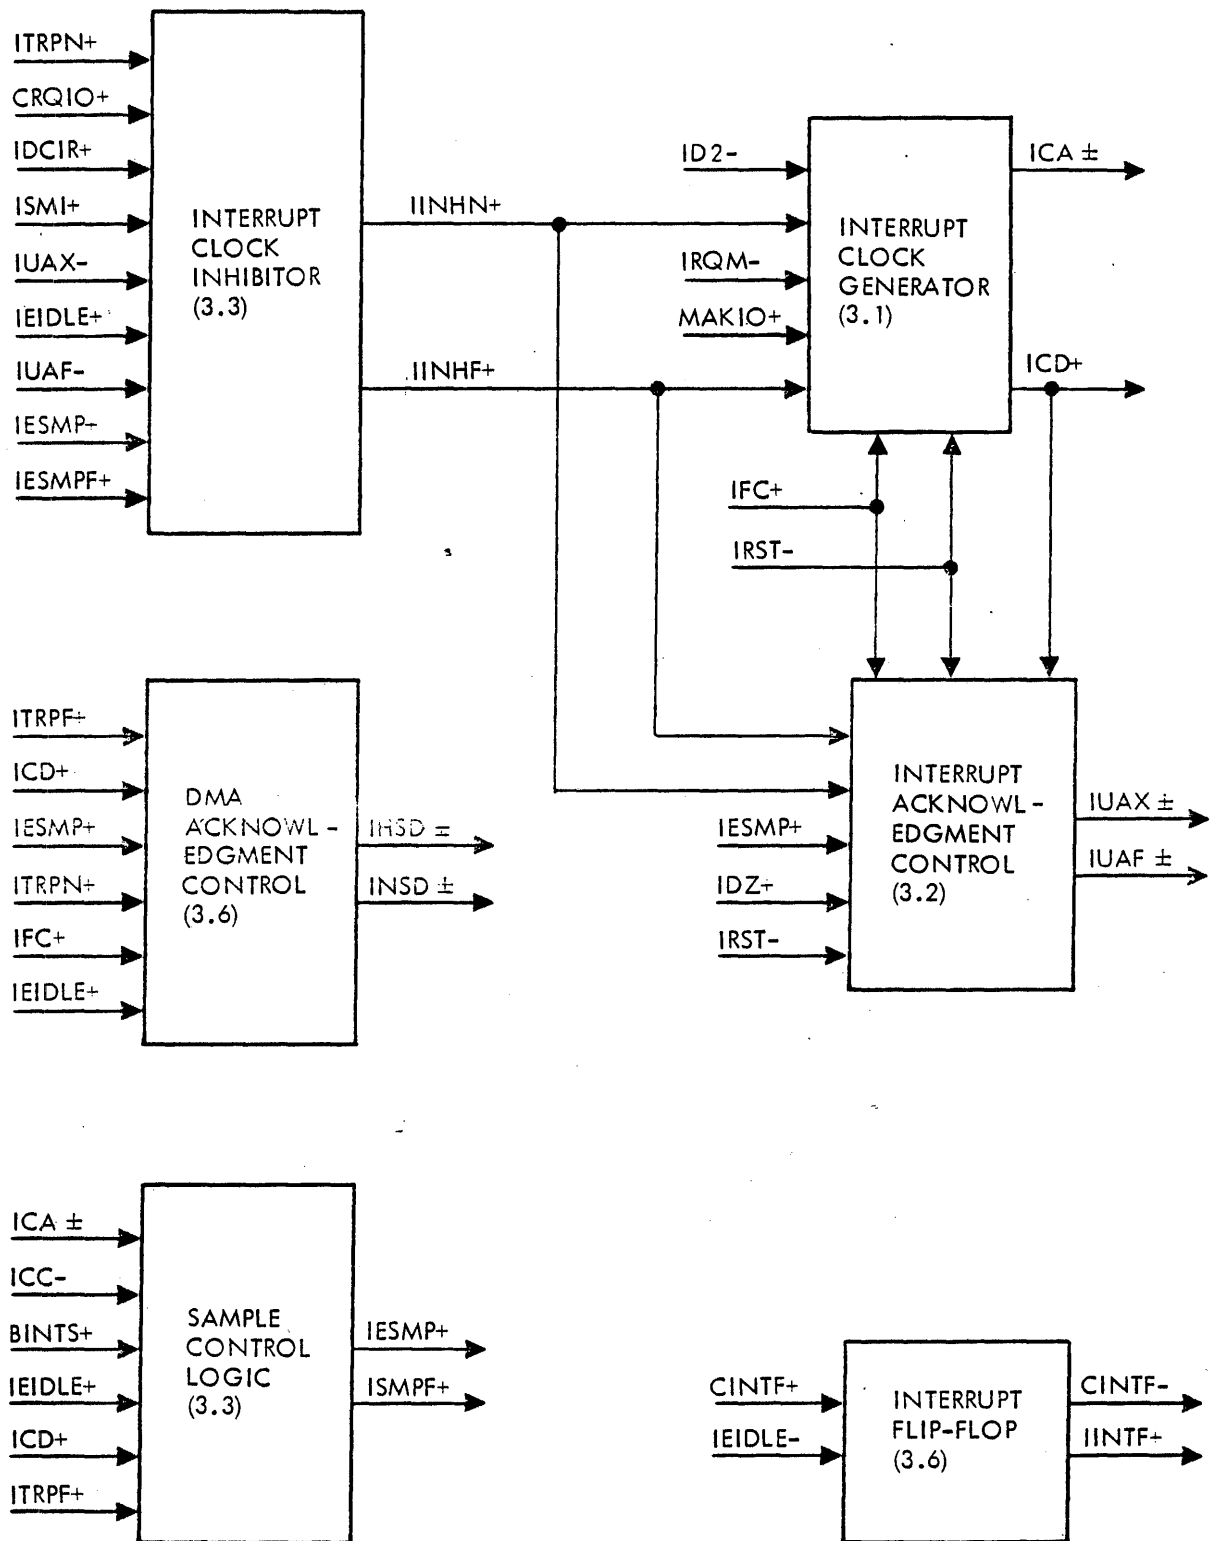 ITRPN+
CRQIO+
IDCIR+
ISMI+
IUAX-
IEIDLE+
IUAF-
IESMP+
IESMPF+
INTERRUPT
CLOCK
INHIBITOR
(3.3)
IINHN+
IINHF+
ID2-
IRQM-
MAKIO+
INTERRUPT
CLOCK
GENERATOR
(3.1)
ICA ±
ICD+
IFC+
IRST-
ITRPF+
ICD+
IESMP+
ITRPN+
IFC+
IEIDLE+
DMA
ACKNOWL-
EDGMENT
CONTROL
(3.6)
IHSD ±
INSD ±
IESMP+
IDZ+
IRST-
INTERRUPT
ACKNOWL-
EDGMENT
CONTROL
(3.2)
IUAX ±
IUAF ±
ICA ±
ICC-
BINTS+
IEIDLE+
ICD+
ITRPF+
SAMPLE
CONTROL
LOGIC
(3.3)
IESMP+
ISMPF+
CINTF+
IEIDLE-
INTERRUPT
FLIP-FLOP
(3.6)
CINTF-
IINTF+